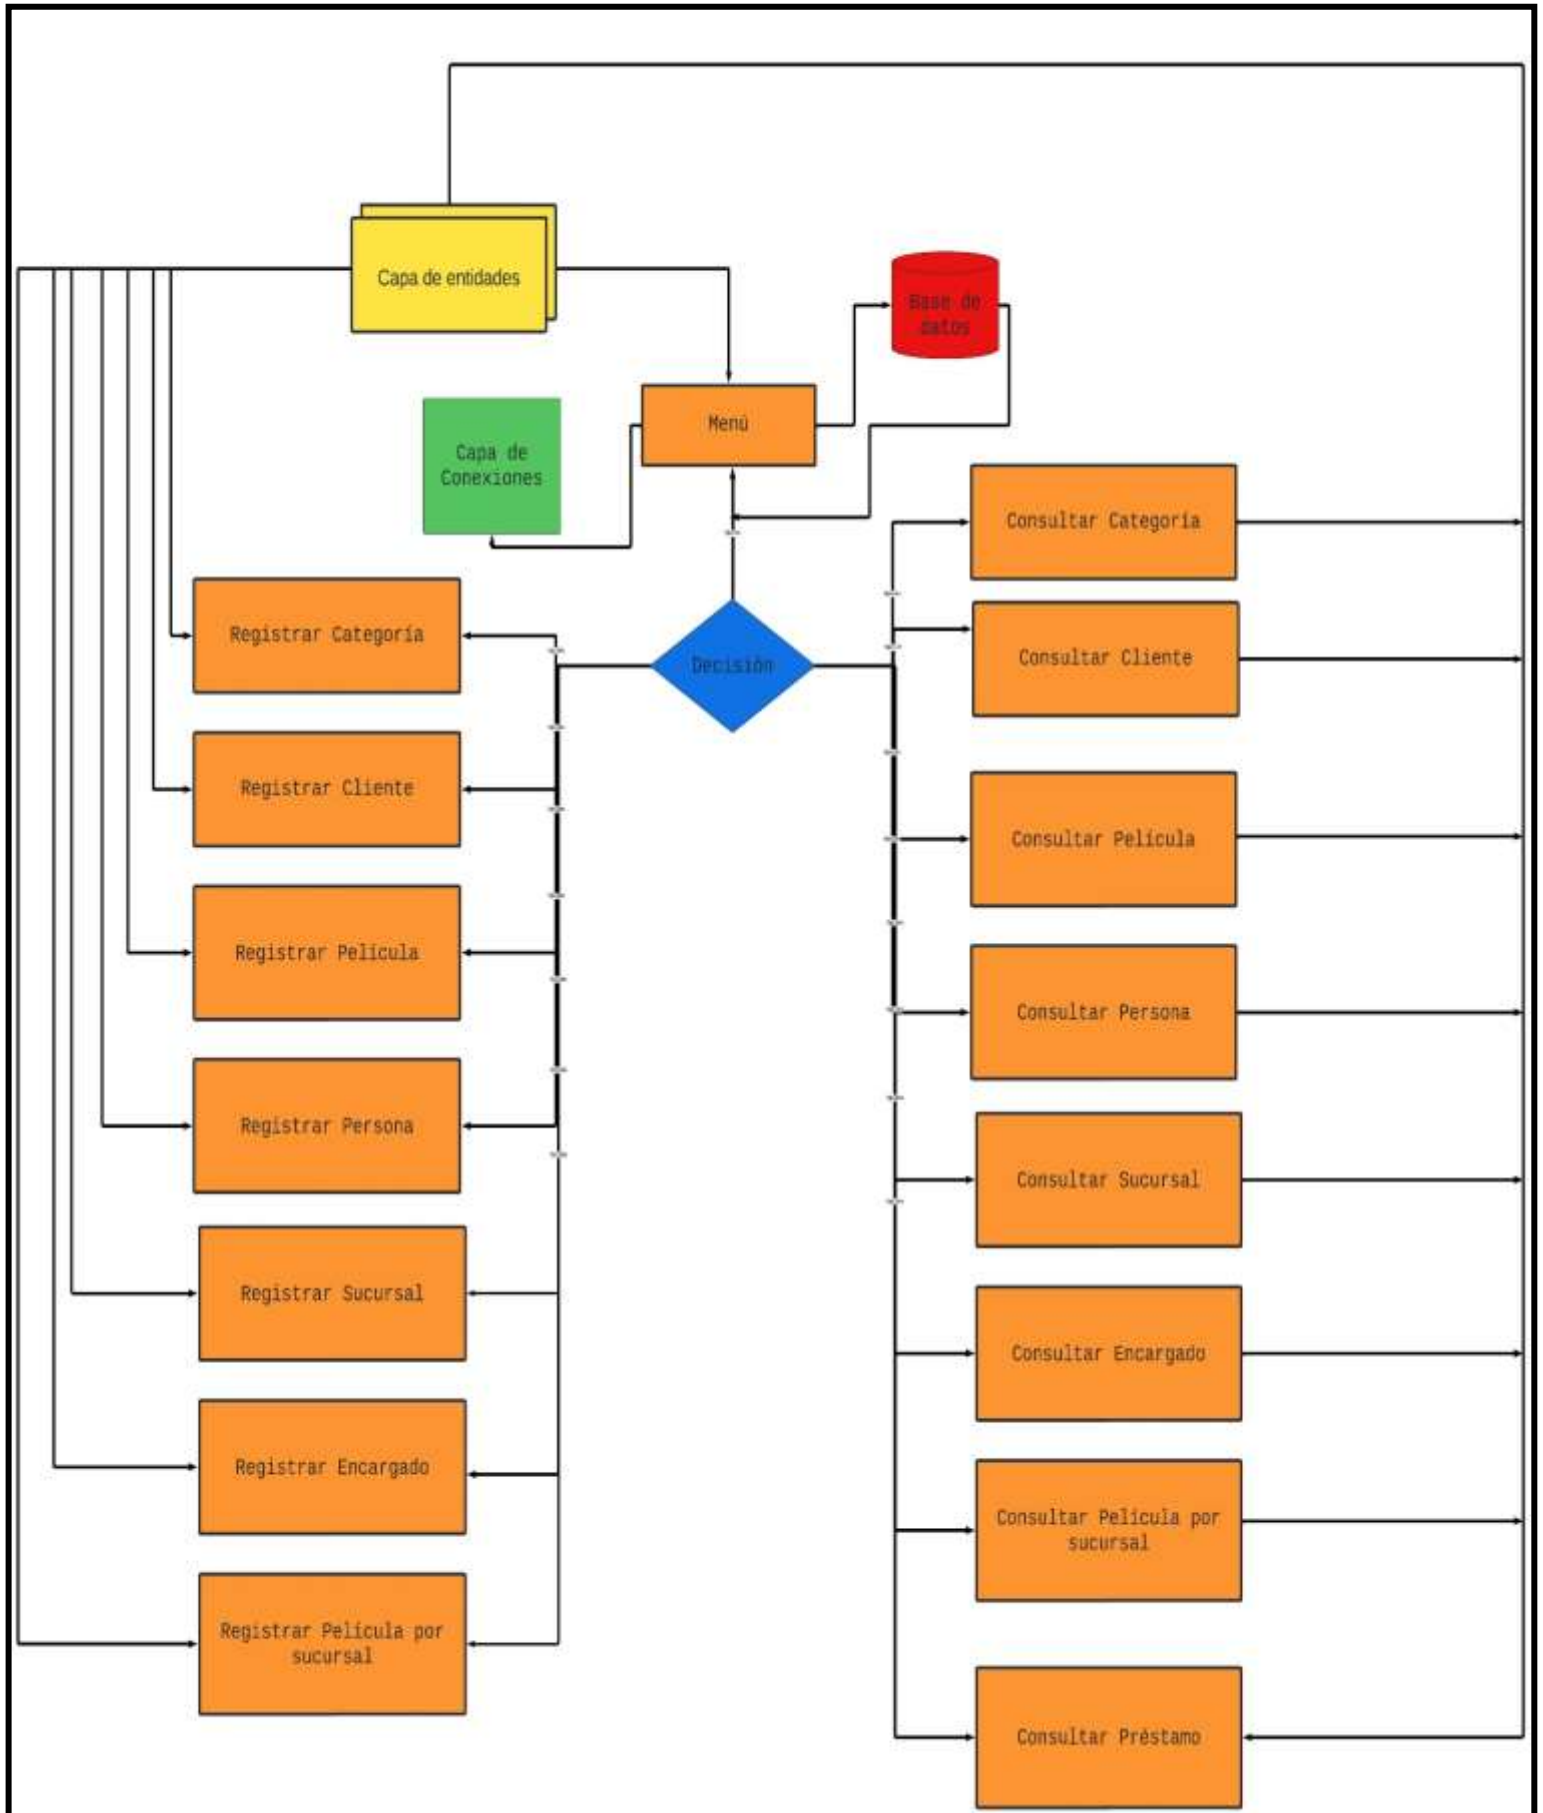 Capa de entidades
Base de
datos
Menú
Capa de
Conexiones
Decisión
Registrar Categoría
Registrar Cliente
Registrar Película
Registrar Persona
Registrar Sucursal
Registrar Encargado
Registrar Película por
sucursal
Consultar Categoría
Consultar Cliente
Consultar Película
Consultar Persona
Consultar Sucursal
Consultar Encargado
Consultar Película por
sucursal
Consultar Préstamo